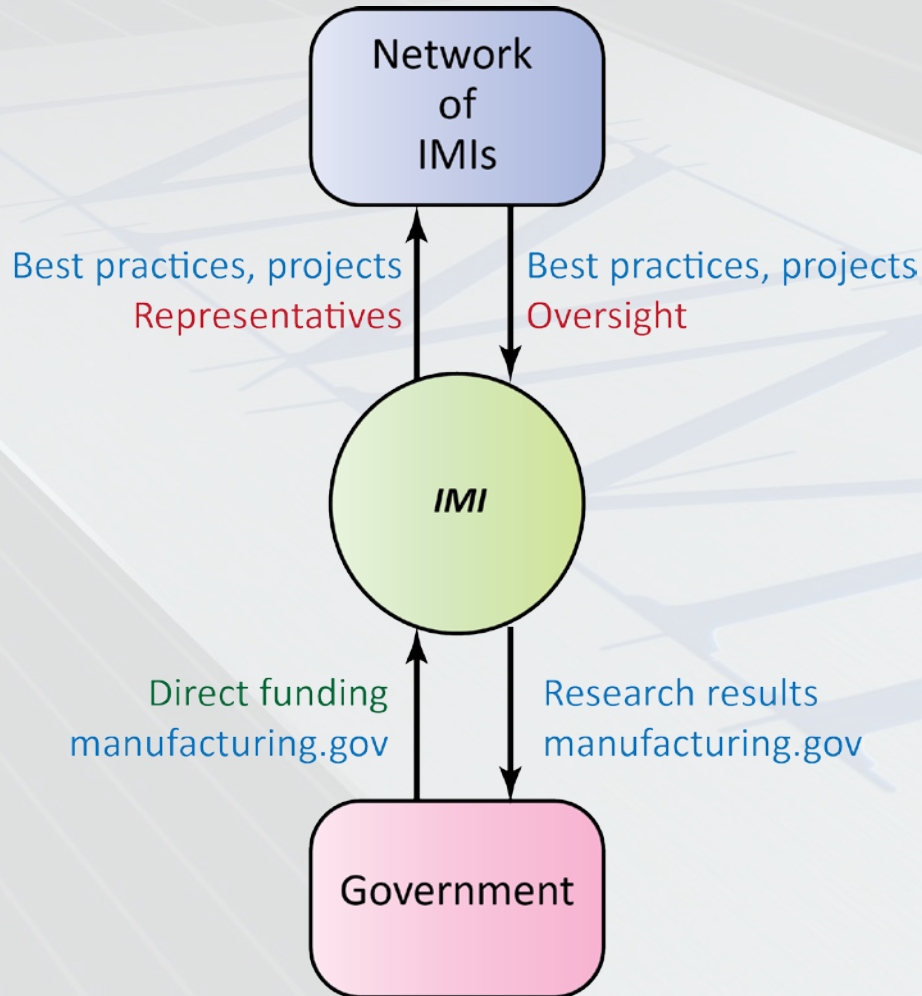 Network
of
IMIs
Best practices, projects
Representatives
Best practices, projects
Oversight
IMI
Direct funding
manufacturing.gov
Research results
manufacturing.gov
Government